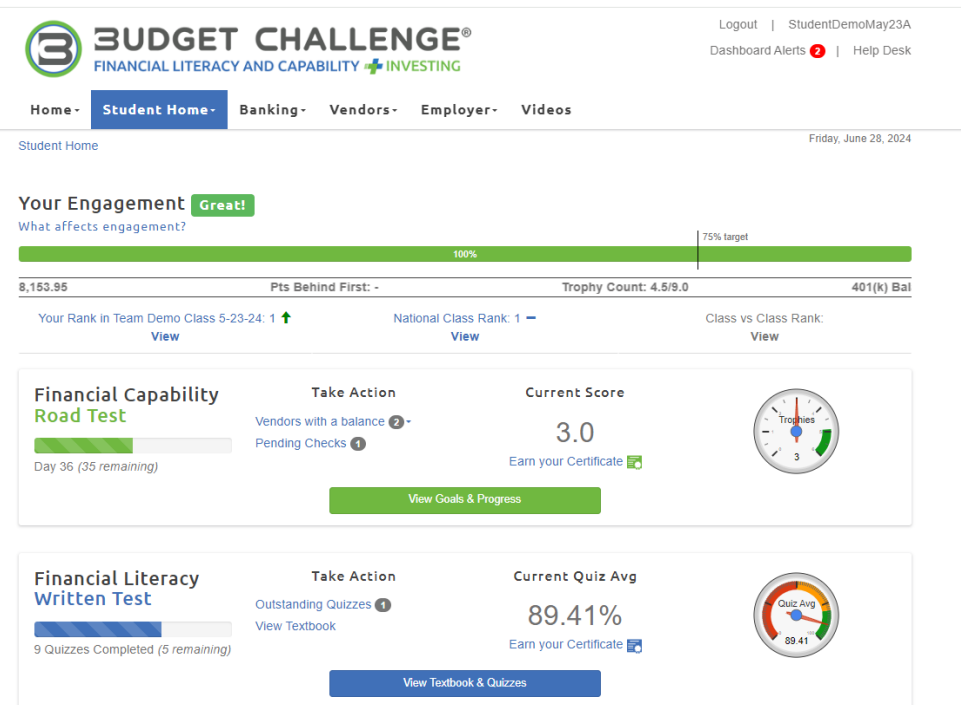 Logout | StudentDemoMay23A
BUDGET CHALLENGE®
FINANCIAL LITERACY AND CAPABILITY + INVESTING
Dashboard Alerts 2 | Help Desk
Home Student Home Banking Vendors Employer Videos
Student Home
Friday, June 28, 2024
Your Engagement Great!
What affects engagement?
75% target
100%
8,153.95 Pts Behind First: - Trophy Count: 4.5/9.0 401(k) Bal
Your Rank in Team Demo Class 5-23-24: 1 National Class Rank: 1 Class vs Class Rank:
View View View
Financial Capability
Road Test
Day 36 (35 remaining)
Take Action
Vendors with a balance 2
Pending Checks 1
Current Score
3.0
Earn your Certificate
Trophies
3
View Goals & Progress
Financial Literacy
Written Test
9 Quizzes Completed (5 remaining)
Take Action
Outstanding Quizzes 1
View Textbook
Current Quiz Avg
89.41%
Earn your Certificate
Quiz Avg
89.41
View Textbook & Quizzes